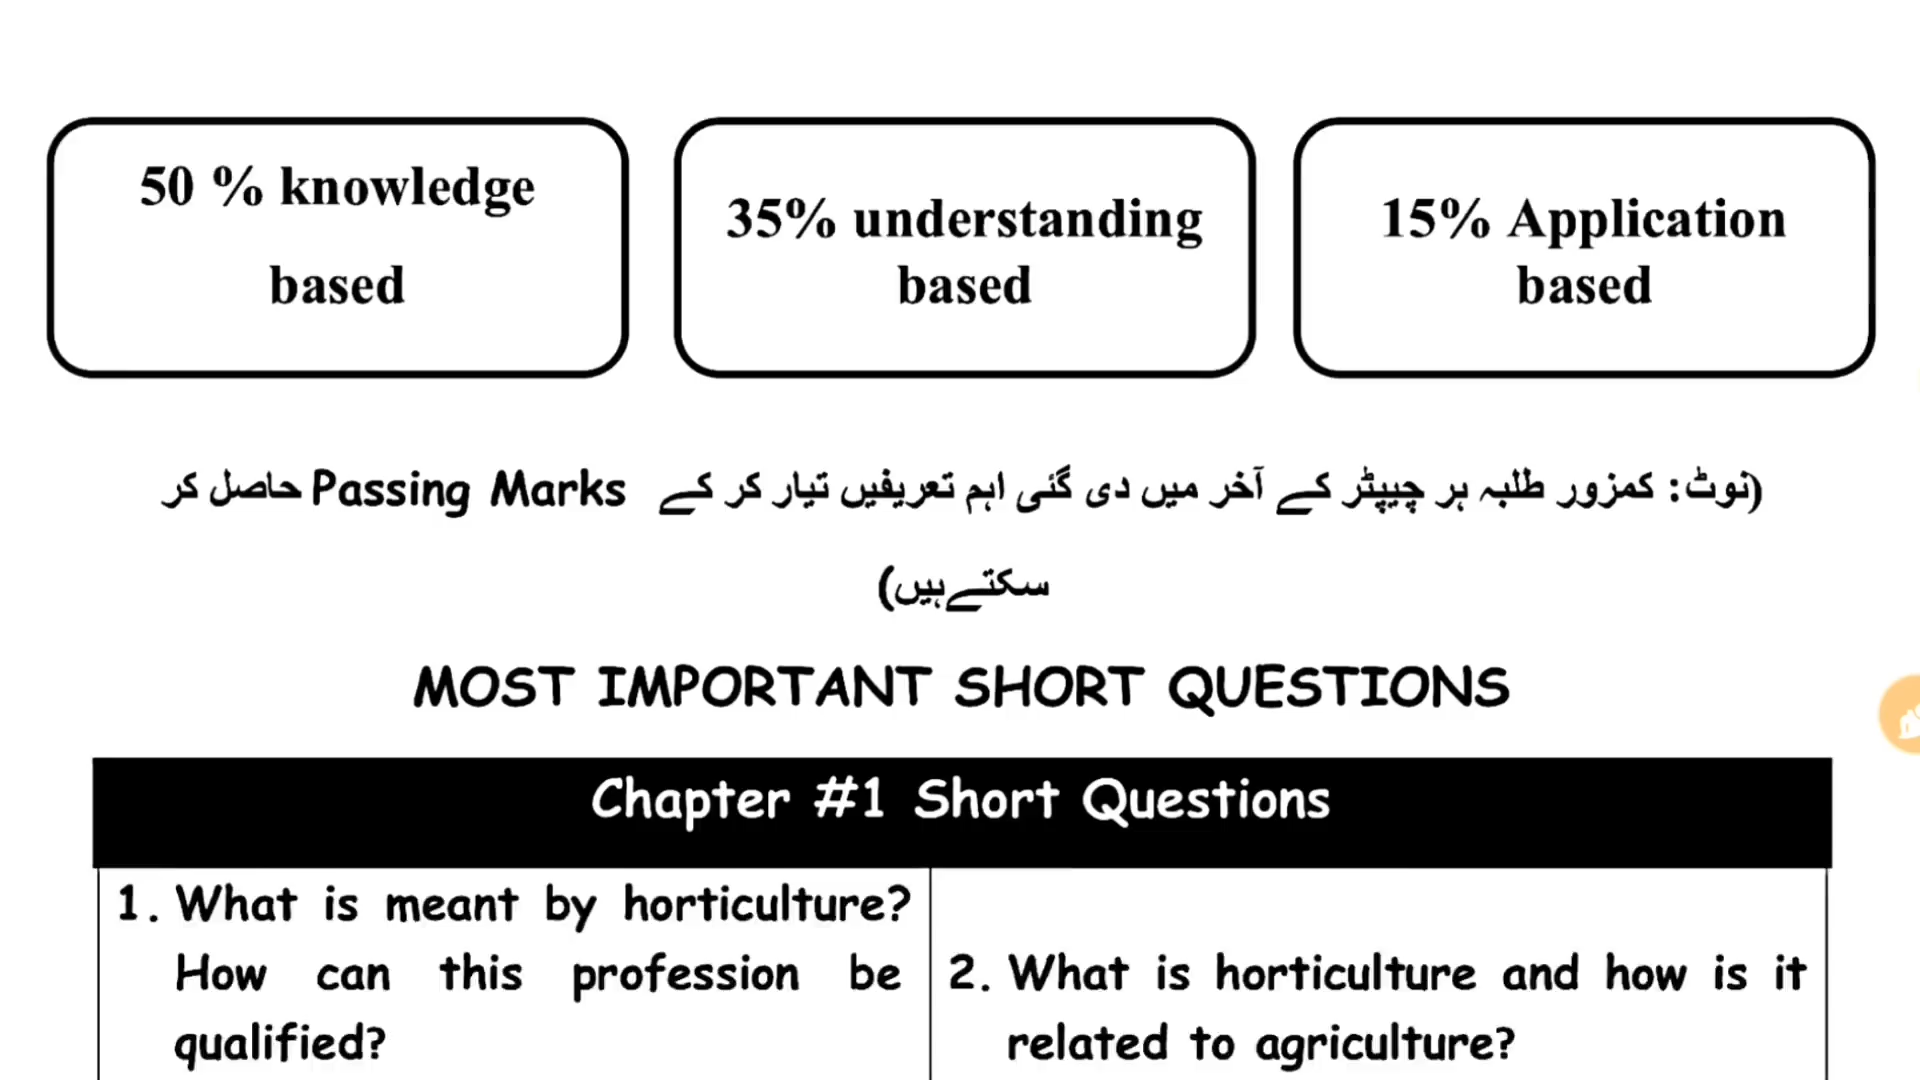 50 % knowledge
based
35% understanding
based
15% Application
based
(نوٹ: کمزور طلبہ ہر چیپٹر کے آخر میں دی گئی اہم تعریفیں تیار کر کے Passing Marks حاصل کر
سکتےہیں)
MOST IMPORTANT SHORT QUESTIONS
Chapter #1 Short Questions
1. What is meant by horticulture?
How can this profession be
qualified?
2. What is horticulture and how is it
related to agriculture?